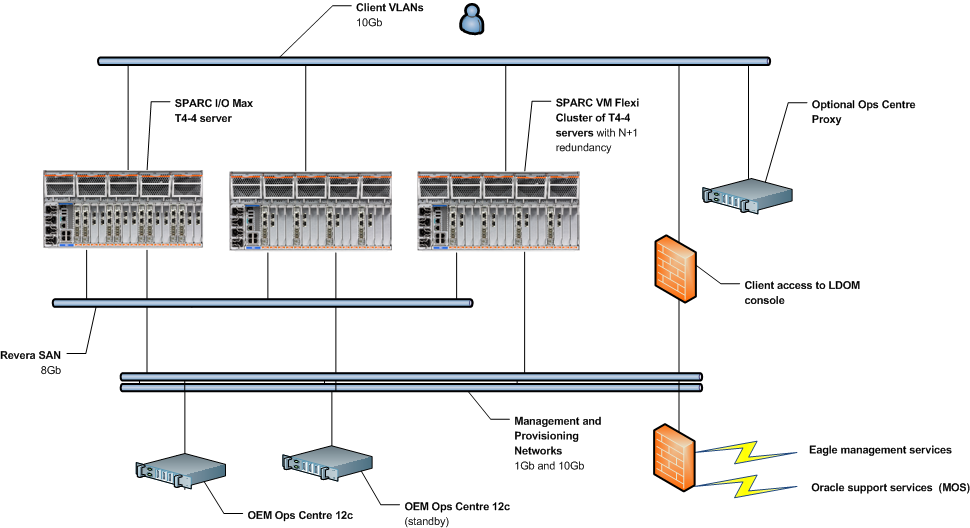 Client VLANs
10Gb
SPARC I/O Max
T4-4 server
SPARC VM Flexi
Cluster of T4-4
servers with N+1
redundancy
Optional Ops Centre
Proxy
Client access to LDOM
console
Revera SAN
8Gb
Management and
Provisioning
Networks
1Gb and 10Gb
Eagle management services
Oracle support services (MOS)
OEM Ops Centre 12c
OEM Ops Centre 12c
(standby)